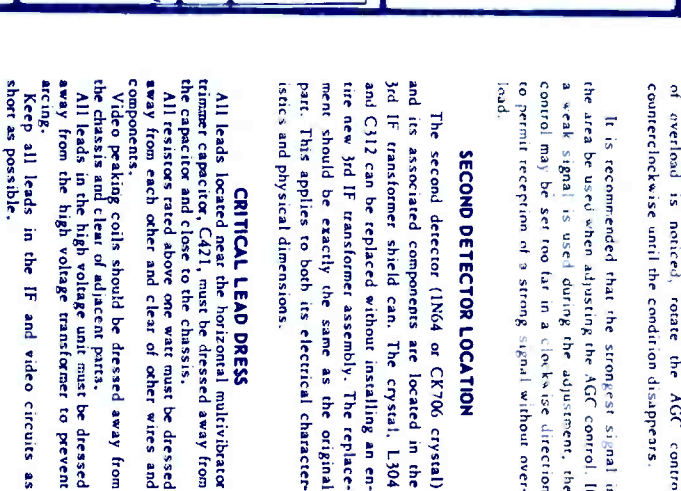 of overload is noticed, rotate the AGC contro
counterclockwise until the condition disappears.
It is recommended that the strongest signal i
the area be used when adjusting the AGC control. I
a weak signal is used during the adjustment, the
control may be set too far in a clockwise direction
to permit reception of a strong signal without over-
load.
SECOND DETECTOR LOCATION
The second detector (1N64 or CK706 crystal)
and its associated components are located in the
3rd IF transformer shield can. The crystal, L304
and C312 can be replaced without installing an en-
tire new 3rd IF transformer assembly. The replace-
ment should be exactly the same as the original
part. This applies to both its electrical character-
istics and physical dimensions.
CRITICAL LEAD DRESS
All leads located near the horizontal multivibrator
trimmer capacitor, C421, must be dressed away from
the capacitor and close to the chassis.
All resistors rated above one watt must be dressed
away from each other and clear of other wires and
components.
Video peaking coils should be dressed away from
the chassis and clear of adjacent parts.
All leads in the high voltage unit must be dressed
away from the high voltage transformer to prevent
arcing.
Keep all leads in the IF and video circuits as
short as possible.